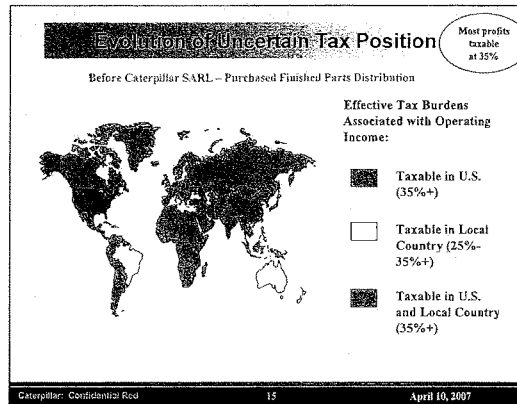 Evolution of Uncertain Tax Position
Most profits
taxable
at 35%
Before Caterpillar SARL – Purchased Finished Parts Distribution
Effective Tax Burdens
Associated with Operating
Income:
Taxable in U.S.
(35%+)
Taxable in Local
Country (25%-
35%+)
Taxable in U.S.
and Local Country
(35%+)
Caterpillar: Confidential Red
15
April 10, 2007